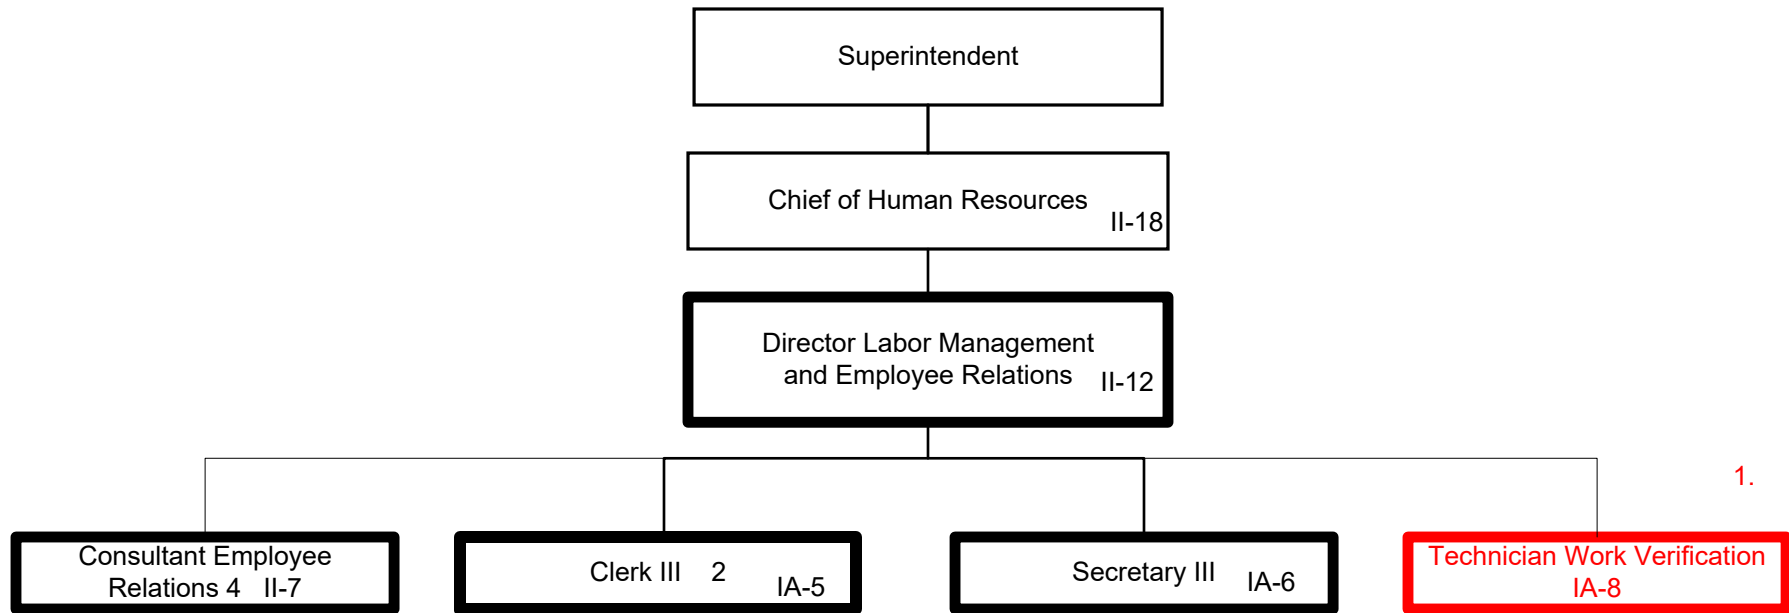 Superintendent
Chief of Human Resources
II-18
Director Labor Management
and Employee Relations II-12
1.
Consultant Employee
Relations 4 II-7
Clerk III 2 IA-5
Secretary III IA-6
Technician Work Verification
IA-8